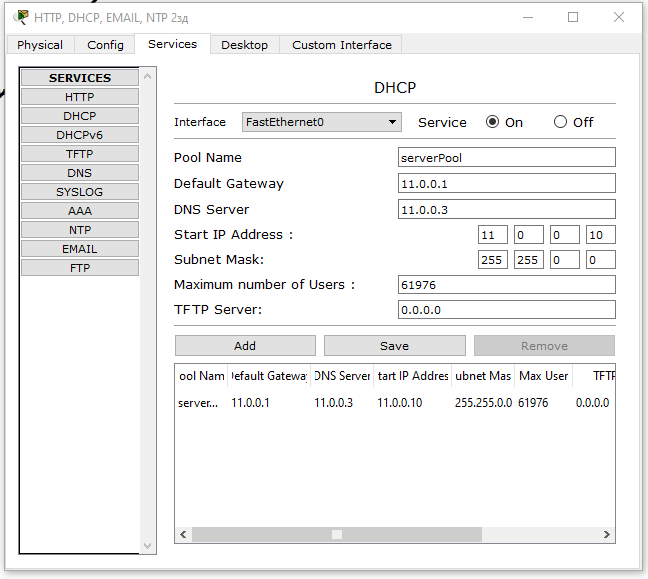 HTTP, DHCP, EMAIL, NTP 2зд
Physical Config Services Desktop Custom Interface
SERVICES
HTTP
DHCP
DHCPv6
TFTP
DNS
SYSLOG
AAA
NTP
EMAIL
FTP
DHCP
Interface FastEthernet0 Service On Off
Pool Name serverPool
Default Gateway 11.0.0.1
DNS Server 11.0.0.3
Start IP Address : 11 0 0 10
Subnet Mask: 255 255 0 0
Maximum number of Users : 61976
TFTP Server: 0.0.0.0
Add Save Remove
ool Nam efault Gateway DNS Server tart IP Addres ubnet Mas Max User TFTP
server... 11.0.0.1 11.0.0.3 11.0.0.10 255.255.0.0 61976 0.0.0.0